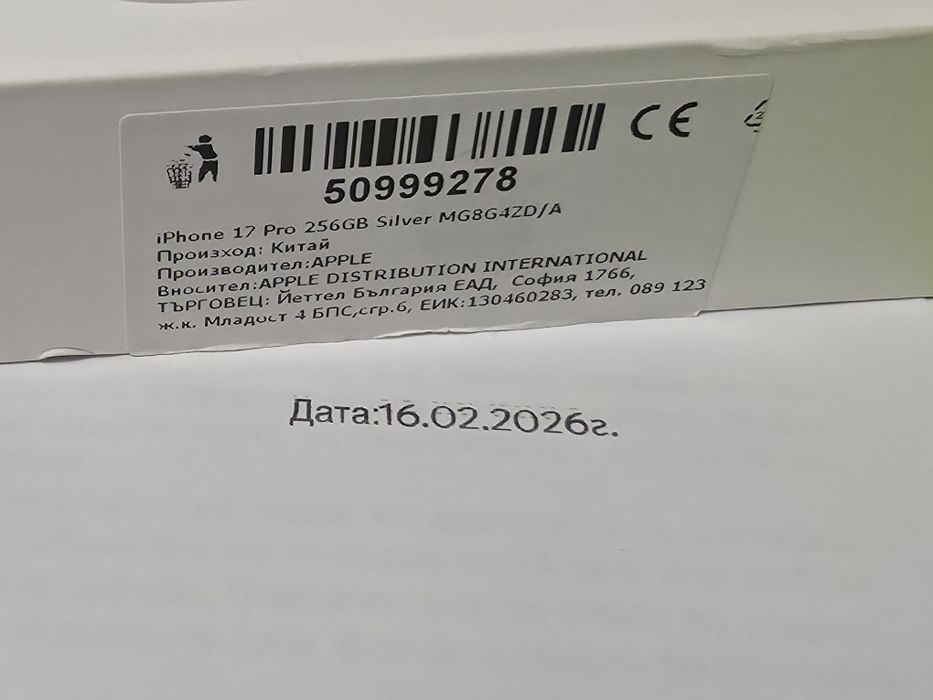 50999278
iPhone 17 Pro 256GB Silver MG8G4ZD/A
Произход: Китай
Производител:APPLE
Вносител:APPLE DISTRIBUTION INTERNATIONAL
ТЪРГОВЕЦ: Йеттел България ЕАД, София 1766,
ж.к. Младост 4 БПС,сгр.6, ЕИК:130460283, тел. 089 123
CE
Дата:16.02.2026г.